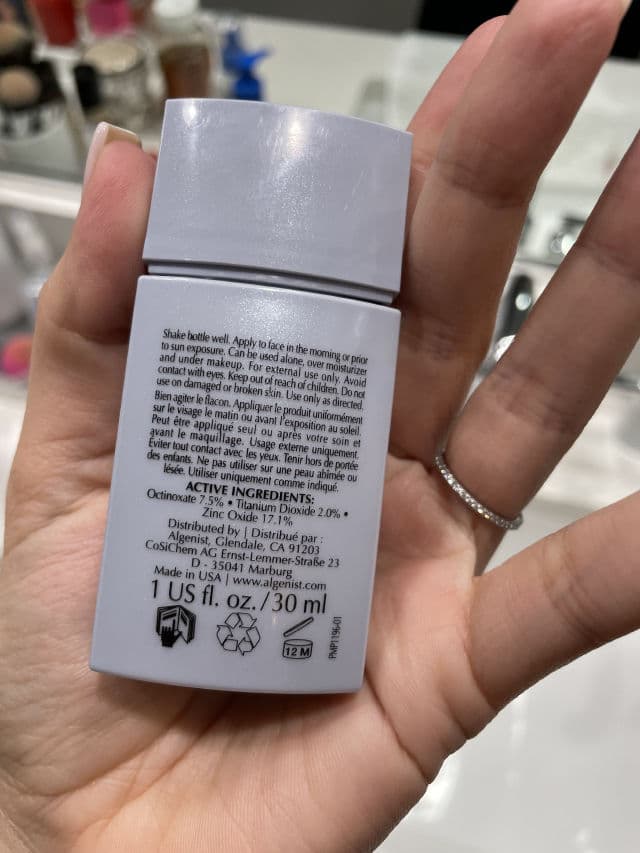 Shake bottle well. Apply to face in the morning or prior
to sun exposure. Can be used alone, over moisturizer
and under makeup. For external use only. Avoid
contact with eyes. Keep out of reach of children. Do not
use on damaged or broken skin. Use only as directed.
Bien agiter le flacon. Appliquer le produit uniformément
sur le visage le matin ou avant l'exposition au soleil.
Peut être appliqué seul ou après votre soin et
avant le maquillage. Usage externe uniquement.
Éviter tout contact avec les yeux. Tenir hors de portée
des enfants. Ne pas utiliser sur une peau abîmée ou
lésée. Utiliser uniquement comme indiqué.
ACTIVE INGREDIENTS:
Octinoxate 7.5% • Titanium Dioxide 2.0% •
Zinc Oxide 17.1%
Distributed by | Distribué par :
Algenist, Glendale, CA 91203
CoSiChem AG Ernst-Lemmer-Straße 23
D - 35041 Marburg
Made in USA | www.algenist.com
1 US fl. oz. / 30 ml
12 M
PMP1196-01